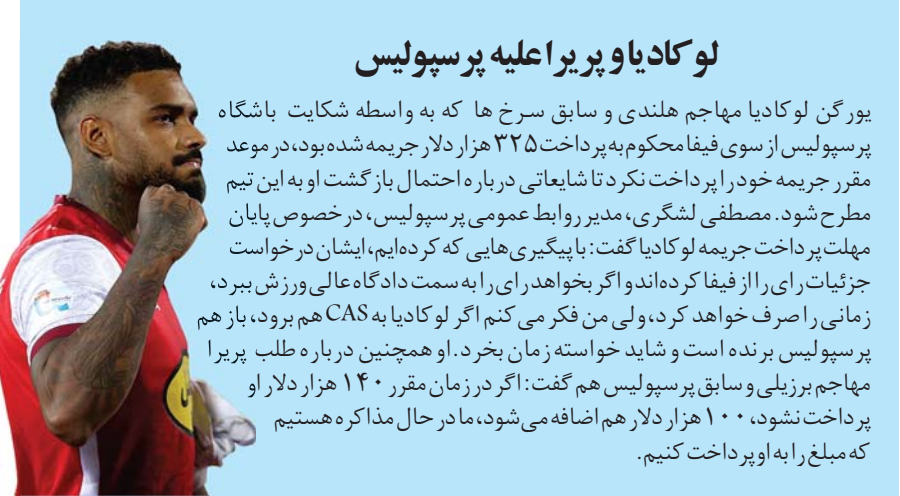 لوکادیا و پریرا علیه پرسپولیس
یورگن لوکادیا مهاجم هلندی و سابق سرخ ها که به واسطه شکایت باشگاه
پرسپولیس از سوی فیفا محکوم به پرداخت ۳۲۵ هزار دلار جریمه شده بود، در موعد
مقرر جریمه خود را پرداخت نکرد تا شایعاتی درباره احتمال بازگشت او به این تیم
مطرح شود. مصطفی لشگری، مدیر روابط عمومی پرسپولیس، در خصوص پایان
مهلت پرداخت جریمه لوکادیا گفت: با پیگیری‌هایی که کرده‌ایم، ایشان درخواست
جزئیات رای را از فیفا کرده‌اند و اگر بخواهد رای را به سمت دادگاه عالی ورزش ببرد،
زمانی را صرف خواهد کرد، ولی من فکر می کنم اگر لوکادیا به CAS هم برود، باز هم
پرسپولیس برنده است و شاید خواسته زمان بخرد. او همچنین درباره طلب پریرا
مهاجم برزیلی و سابق پرسپولیس هم گفت: اگر در زمان مقرر ۱۴۰ هزار دلار او
پرداخت نشود، ۱۰۰ هزار دلار هم اضافه می‌شود، ما در حال مذاکره هستیم
که مبلغ را به او پرداخت کنیم.